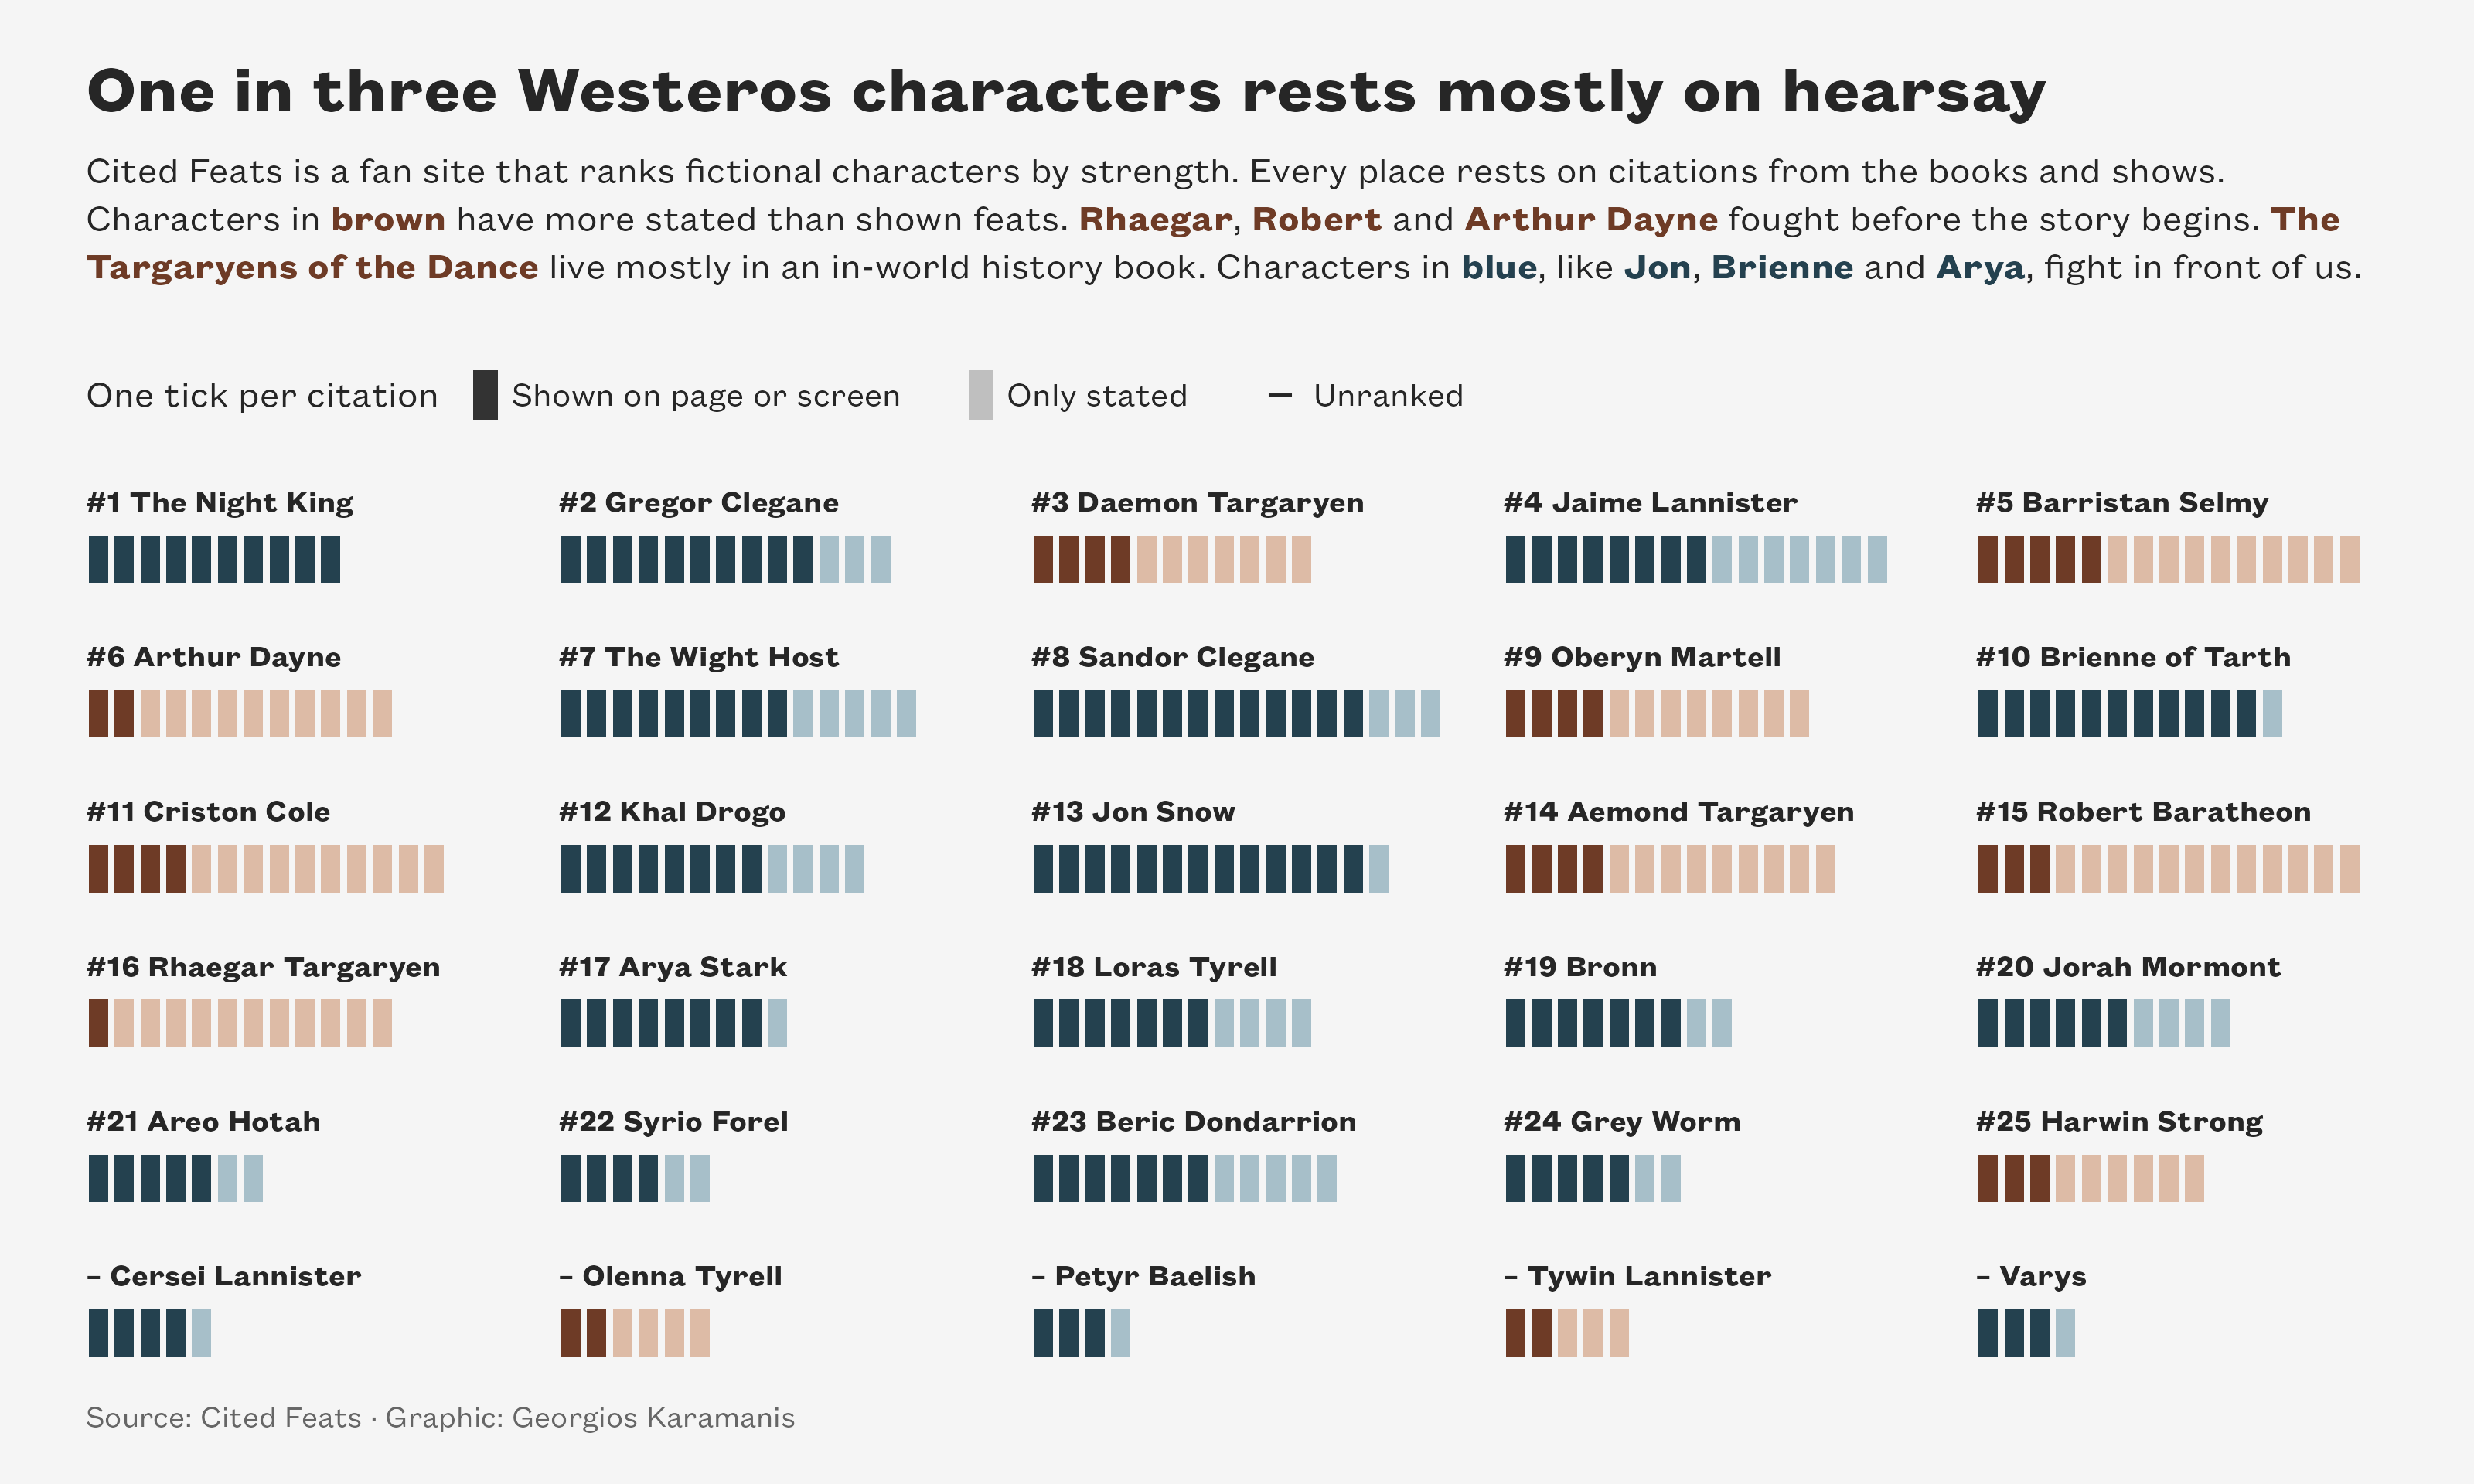 One in three Westeros characters rests mostly on hearsay
Cited Feats is a fan site that ranks fictional characters by strength. Every place rests on citations from the books and shows.
Characters in brown have more stated than shown feats. Rhaegar, Robert and Arthur Dayne fought before the story begins. The
Targaryens of the Dance live mostly in an in-world history book. Characters in blue, like Jon, Brienne and Arya, fight in front of us.
One tick per citation Shown on page or screen Only stated – Unranked
#1 The Night King #2 Gregor Clegane #3 Daemon Targaryen #4 Jaime Lannister #5 Barristan Selmy
#6 Arthur Dayne #7 The Wight Host #8 Sandor Clegane #9 Oberyn Martell #10 Brienne of Tarth
#11 Criston Cole #12 Khal Drogo #13 Jon Snow #14 Aemond Targaryen #15 Robert Baratheon
#16 Rhaegar Targaryen #17 Arya Stark #18 Loras Tyrell #19 Bronn #20 Jorah Mormont
#21 Areo Hotah #22 Syrio Forel #23 Beric Dondarrion #24 Grey Worm #25 Harwin Strong
– Cersei Lannister – Olenna Tyrell – Petyr Baelish – Tywin Lannister – Varys
Source: Cited Feats · Graphic: Georgios Karamanis